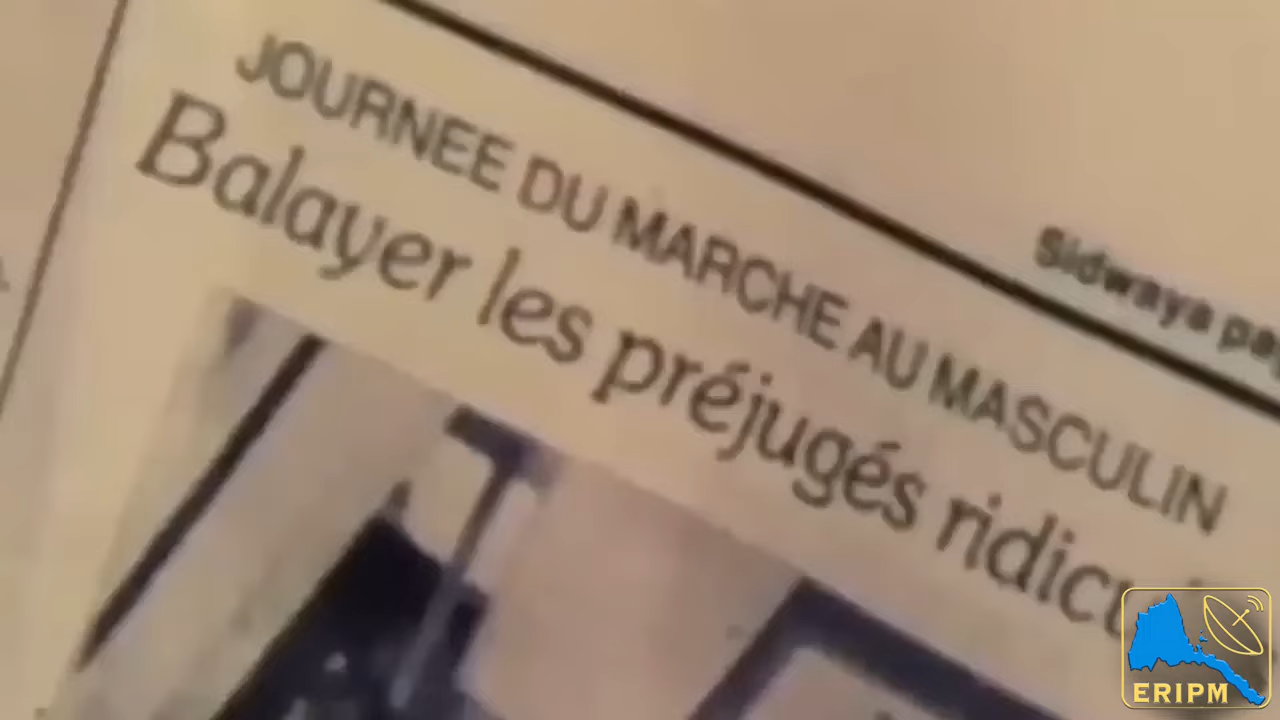 Sidwaya
JOURNEE DU MARCHE AU MASCULIN
Balayer les préjugés
ERIPM